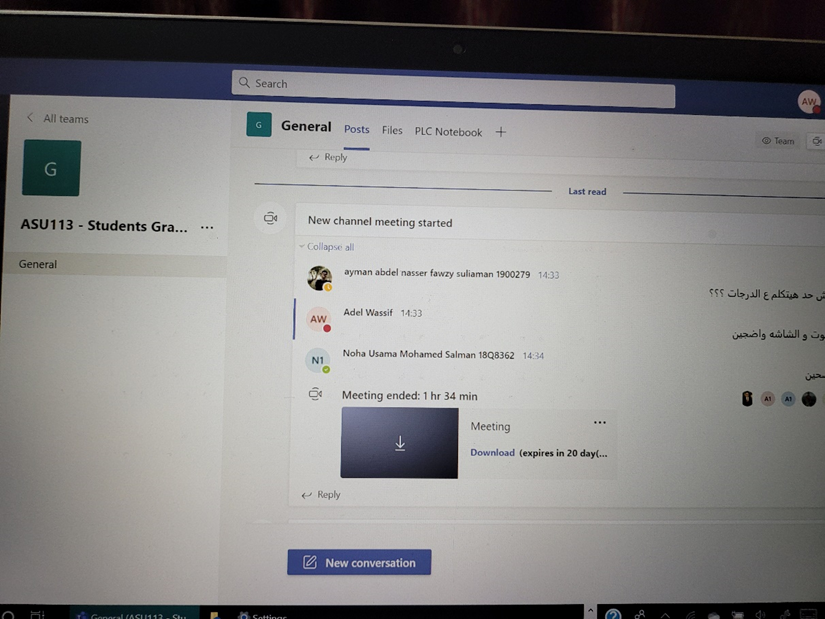 Search
AW
All teams
G
G
General
Posts
Files
PLC Notebook
Team
Reply
Last read
ASU113 - Students Gra...
General
New channel meeting started
Collapse all
ayman abdel nasser fawzy suliaman 1900279 14:33
حد هيتكلم ع الدرجات ؟؟؟
AW
Adel Wassif 14:33
و الشاشه واضحين
N1
Noha Usama Mohamed Salman 18Q8362 14:34
Meeting ended: 1 hr 34 min
A1
A1
Meeting
Download (expires in 20 day(...
Reply
New conversation
General (ASU113 - Stu...
Settings